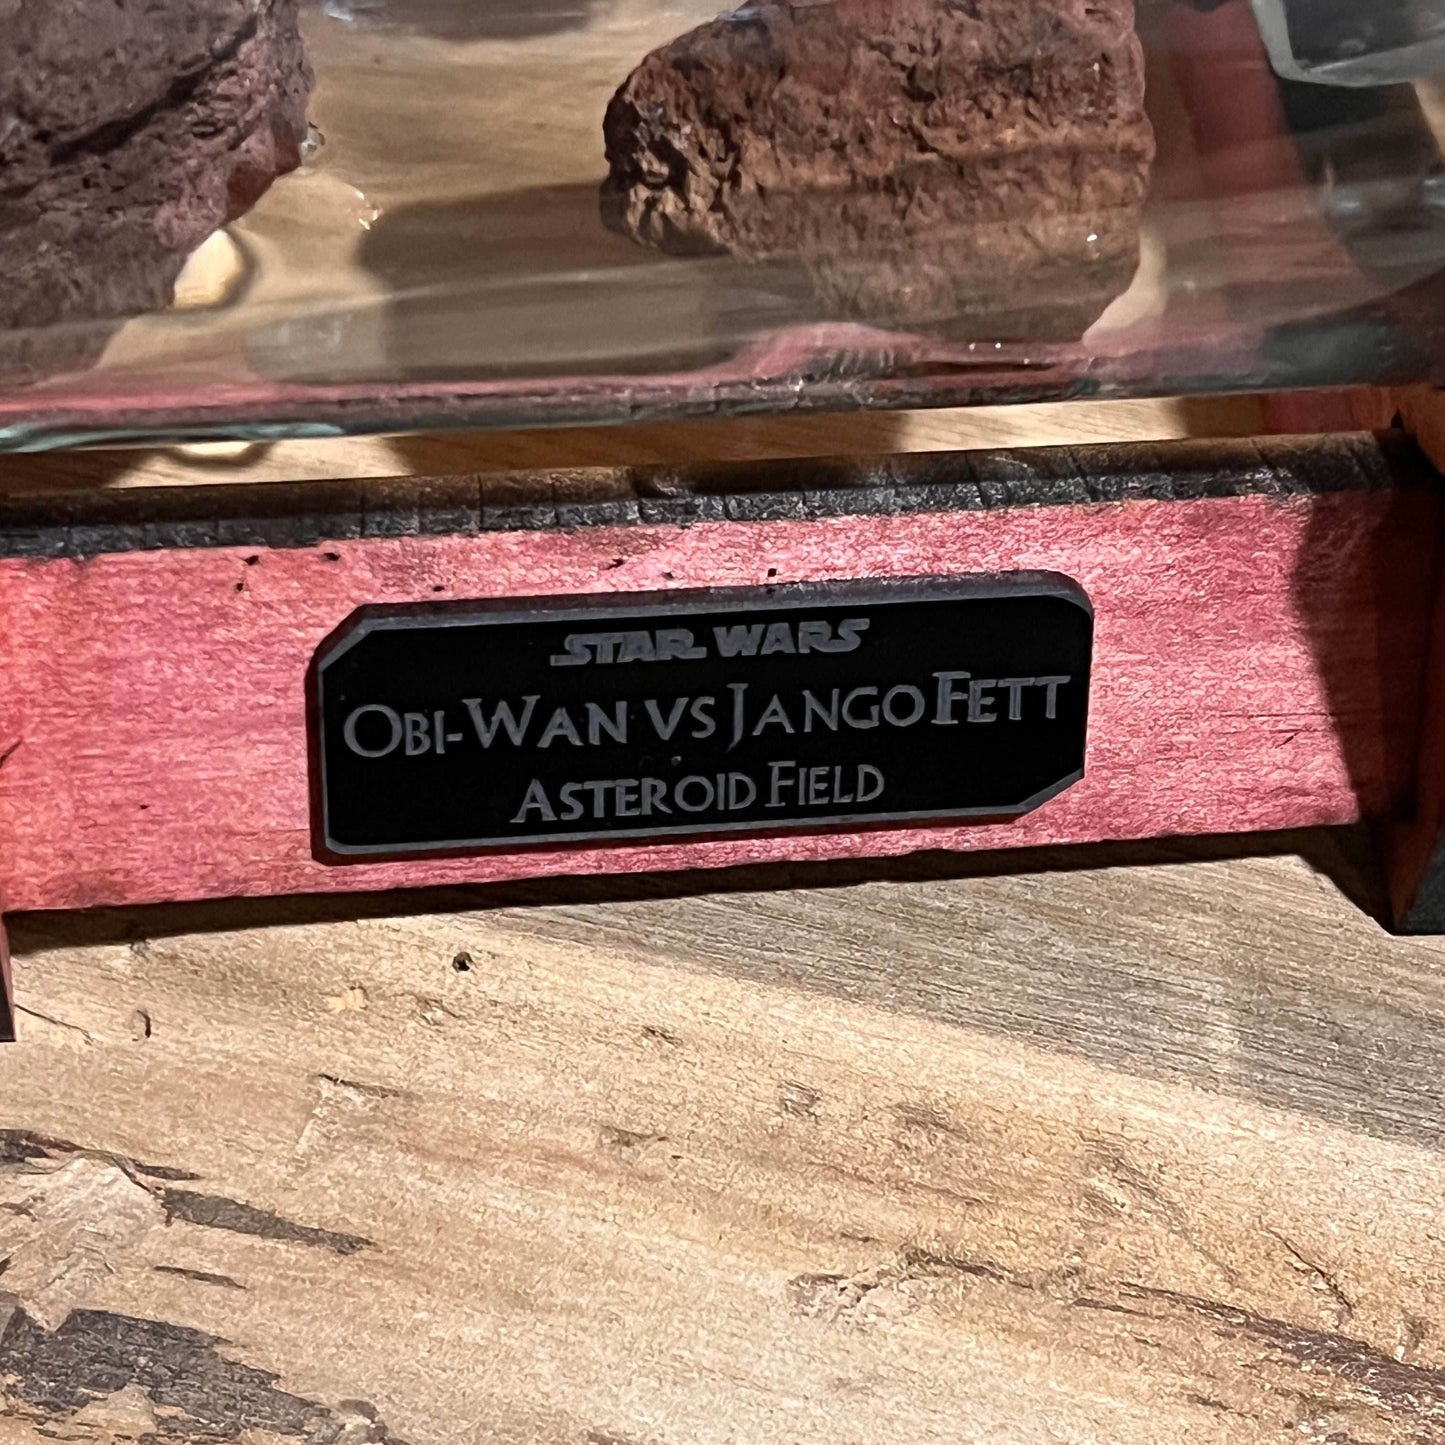 STAR WARS
OBI-WAN VS JANGO FETT
ASTEROID FIELD